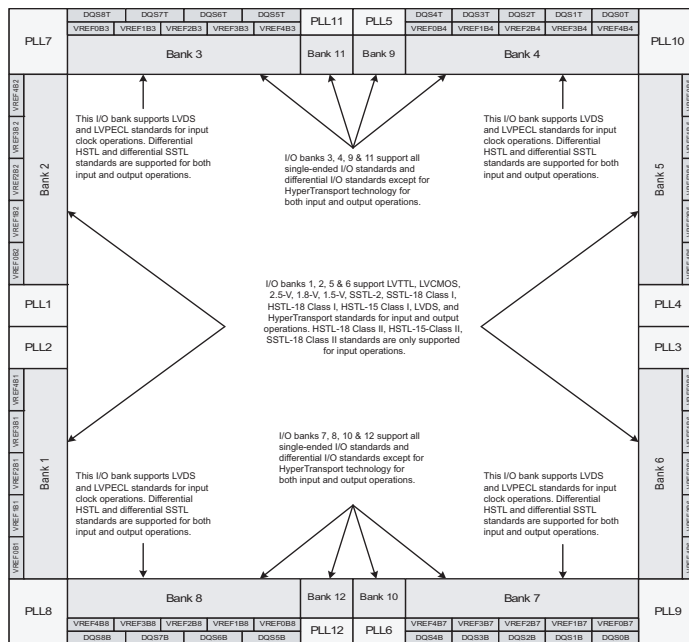 DQS8T DQS7T DQS6T DQS5T PLL11 PLL5 DQS4T DQS3T DQS2T DQS1T DQS0T
PLL7 VREF0B3 VREF1B3 VREF2B3 VREF3B3 VREF4B3 VREF0B4 VREF1B4 VREF2B4 VREF3B4 VREF4B4 PLL10
Bank 3 Bank 11 Bank 9 Bank 4
VREF4B2
VREF3B2
VREF2B2
VREF1B2
VREF0B2
Bank 2
This I/O bank supports LVDS
and LVPECL standards for input
clock operations. Differential
HSTL and differential SSTL
standards are supported for both
input and output operations.
I/O banks 3, 4, 9 & 11 support all
single-ended I/O standards and
differential I/O standards except for
HyperTransport technology for
both input and output operations.
This I/O bank supports LVDS
and LVPECL standards for input
clock operations. Differential
HSTL and differential SSTL
standards are supported for both
input and output operations.
Bank 5
PLL1
PLL2
I/O banks 1, 2, 5 & 6 support LVTTL, LVCMOS,
2.5-V, 1.8-V, 1.5-V, SSTL-2, SSTL-18 Class I,
HSTL-18 Class I, HSTL-15 Class I, LVDS, and
HyperTransport standards for input and output
operations. HSTL-18 Class II, HSTL-15-Class II,
SSTL-18 Class II standards are only supported
for input operations.
PLL4
PLL3
VREF4B1
VREF3B1
VREF2B1
VREF1B1
VREF0B1
Bank 1
This I/O bank supports LVDS
and LVPECL standards for input
clock operations. Differential
HSTL and differential SSTL
standards are supported for both
input and output operations.
I/O banks 7, 8, 10 & 12 support all
single-ended I/O standards and
differential I/O standards except for
HyperTransport technology for
both input and output operations.
This I/O bank supports LVDS
and LVPECL standards for input
clock operations. Differential
HSTL and differential SSTL
standards are supported for both
input and output operations.
Bank 6
Bank 8 Bank 12 Bank 10 Bank 7
PLL8 VREF4B8 VREF3B8 VREF2B8 VREF1B8 VREF0B8 PLL12 PLL6 VREF4B7 VREF3B7 VREF2B7 VREF1B7 VREF0B7 PLL9
DQS8B DQS7B DQS6B DQS5B DQS4B DQS3B DQS2B DQS1B DQS0B